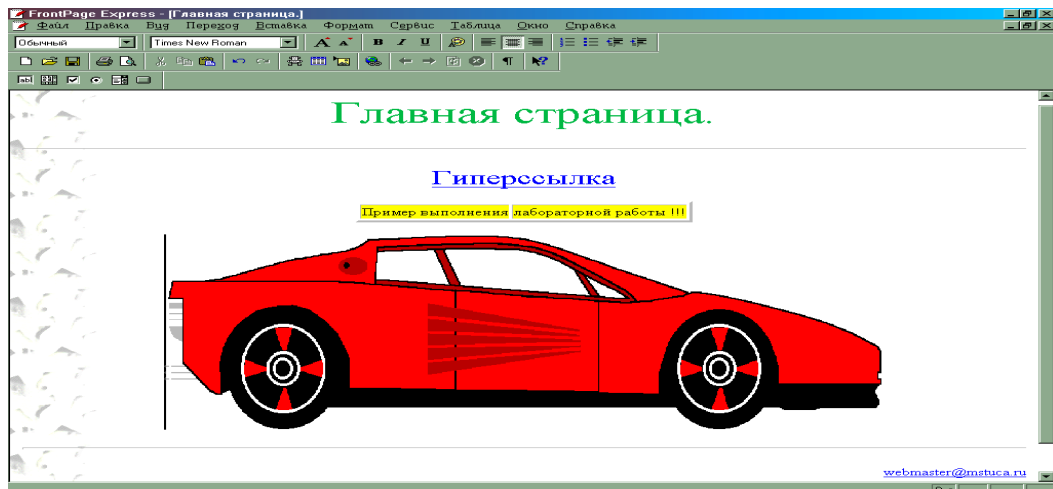 FrontPage Express - [Главная страница.]
Файл Правка Вид Переход Вставка Формат Сервис Таблица Окно Справка
Обычный Times New Roman
Главная страница.
Гиперссылка
Пример выполнения лабораторной работы !!!
webmaster@mstuca.ru